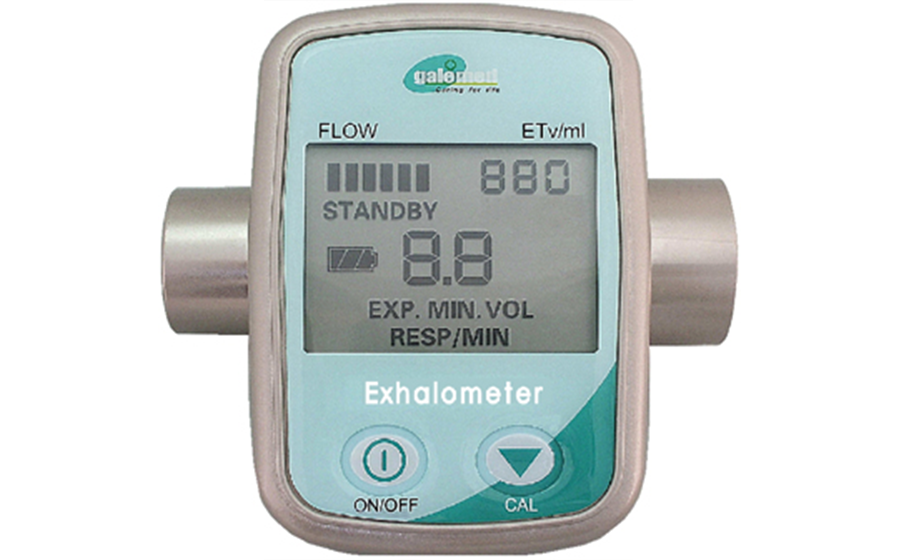 galemed
Caring for life
FLOW ETv/ml
880
STANDBY
8.8
EXP. MIN. VOL
RESP/MIN
Exhalometer
ON/OFF CAL